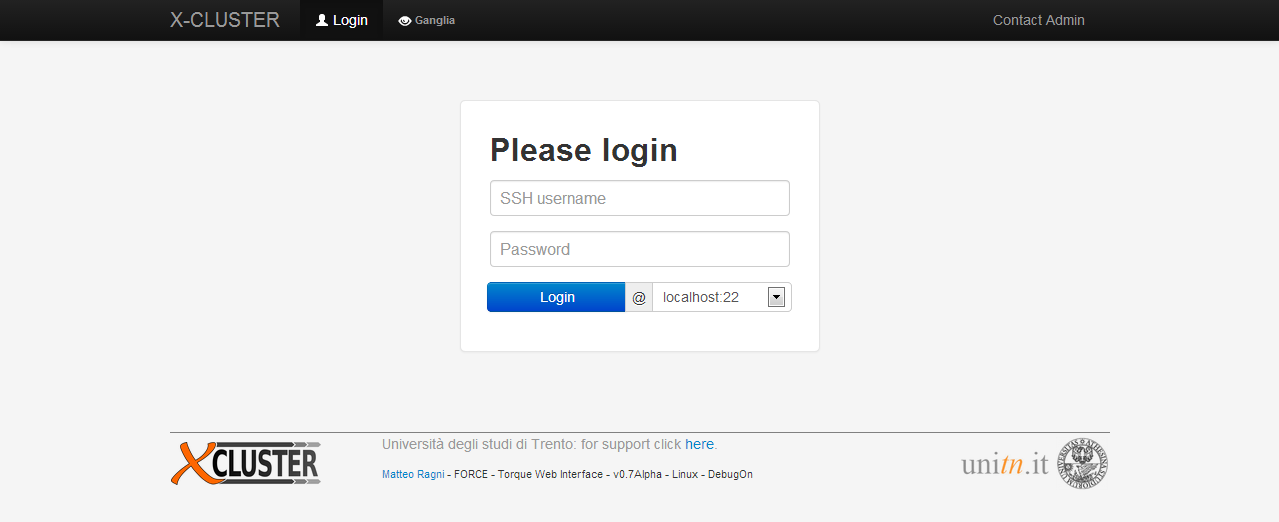 X-CLUSTER Login Ganglia Contact Admin
Please login
SSH username
Password
Login @ localhost:22
XCLUSTER
Università degli studi di Trento: for support click here.
Matteo Ragni - FORCE - Torque Web Interface - v0.7Alpha - Linux - DebugOn
unitn.it